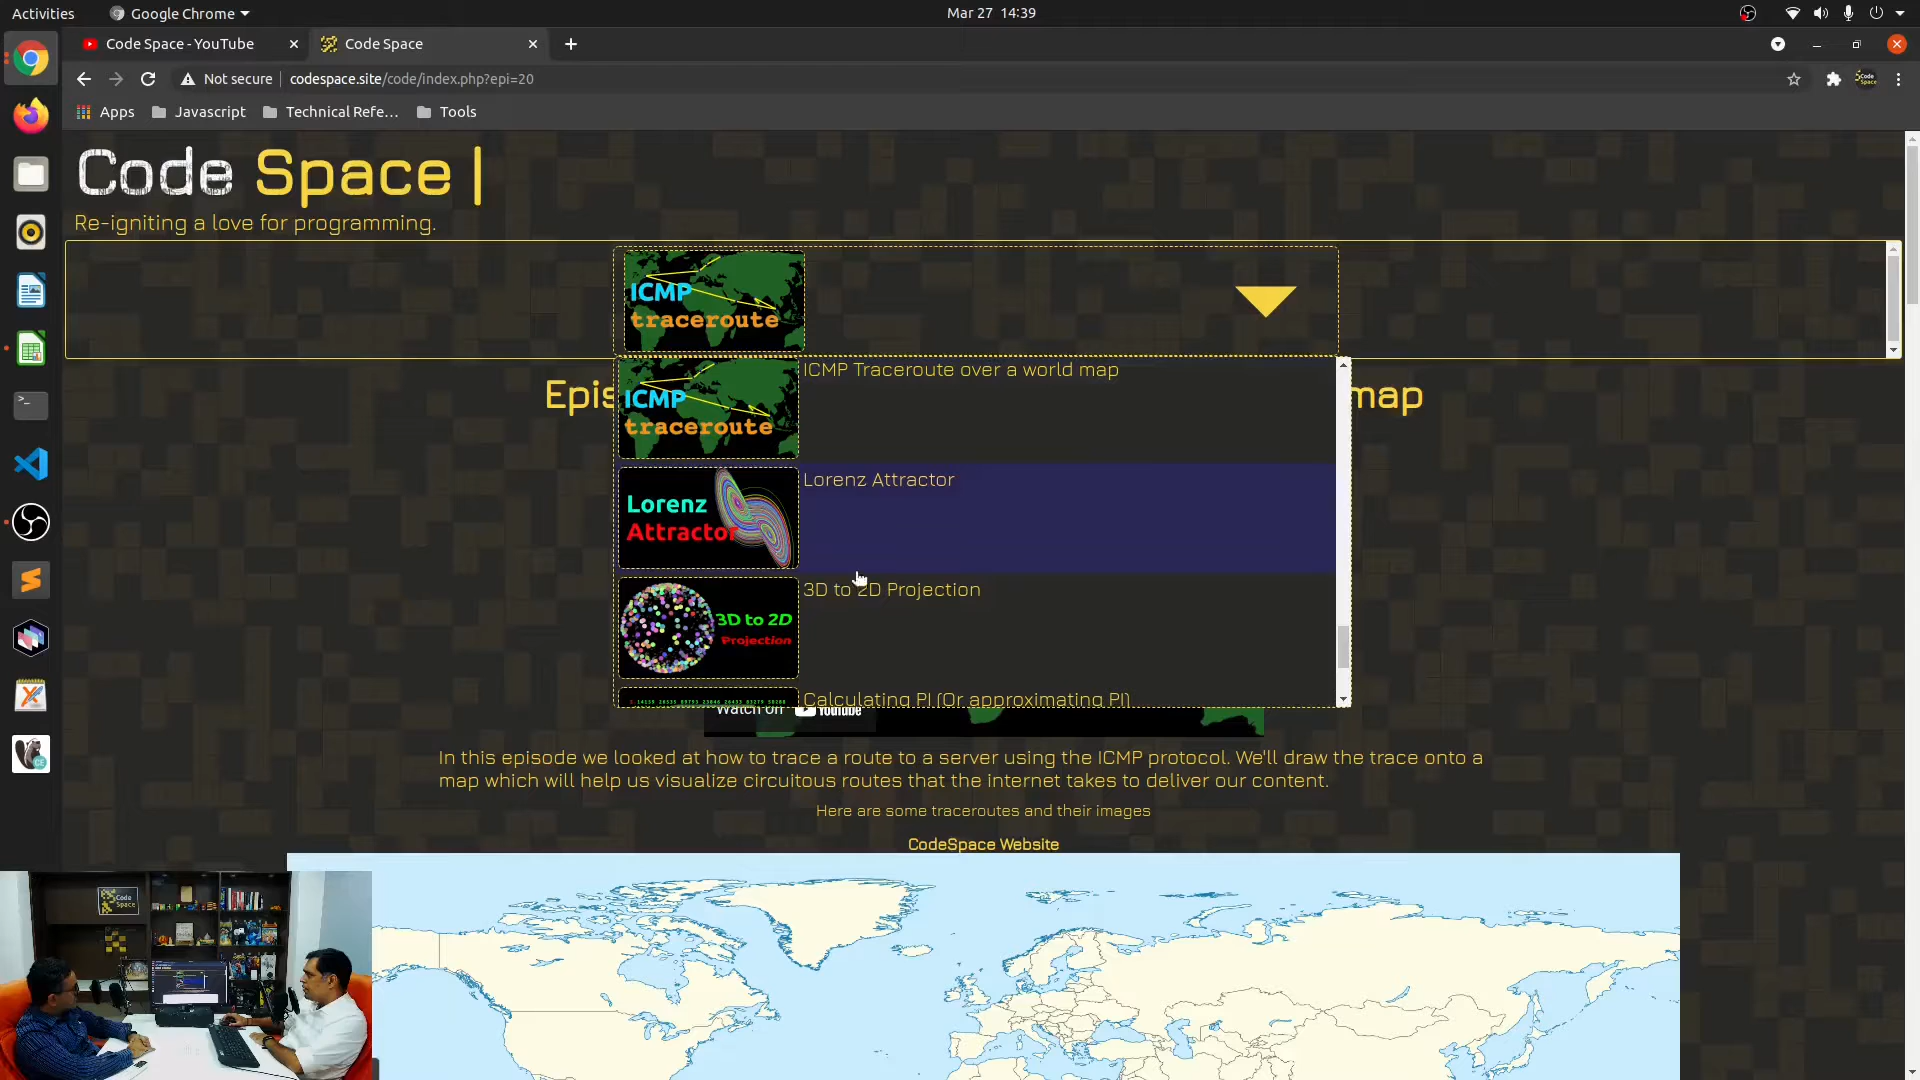 Activities
Google Chrome
Mar 27 14:39
Code Space - YouTube
Code Space
Not secure
codespace.site/code/index.php?epi=20
Apps
Javascript
Technical Refe...
Tools
Code Space |
Re-igniting a love for programming.
ICMP
traceroute
Epis
map
ICMP
traceroute
ICMP Traceroute over a world map
Lorenz
Attractor
Lorenz Attractor
3D to 2D
Projection
3D to 2D Projection
Calculating PI (Or approximating PI)
Watch on YouTube
In this episode we looked at how to trace a route to a server using the ICMP protocol. We'll draw the trace onto a
map which will help us visualize circuitous routes that the internet takes to deliver our content.
Here are some traceroutes and their images
CodeSpace Website
Code
Space